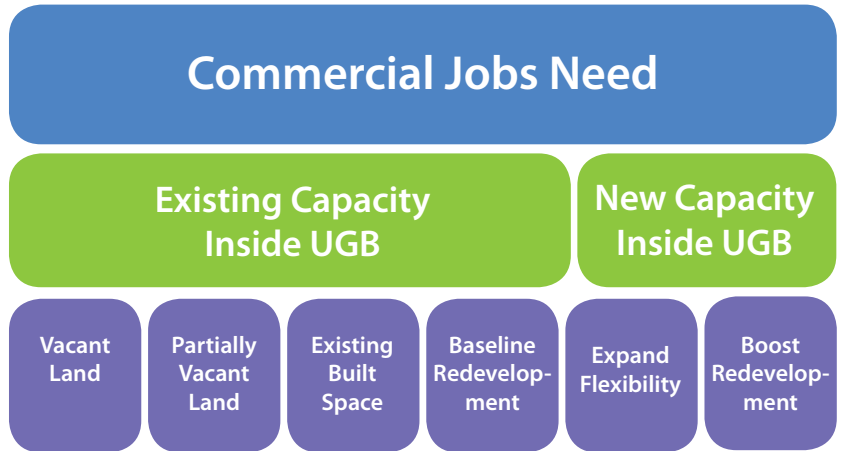 Commercial Jobs Need
Existing Capacity
Inside UGB
New Capacity
Inside UGB
Vacant
Land
Partially
Vacant
Land
Existing
Built
Space
Baseline
Redevelop-
ment
Expand
Flexibility
Boost
Redevelop-
ment